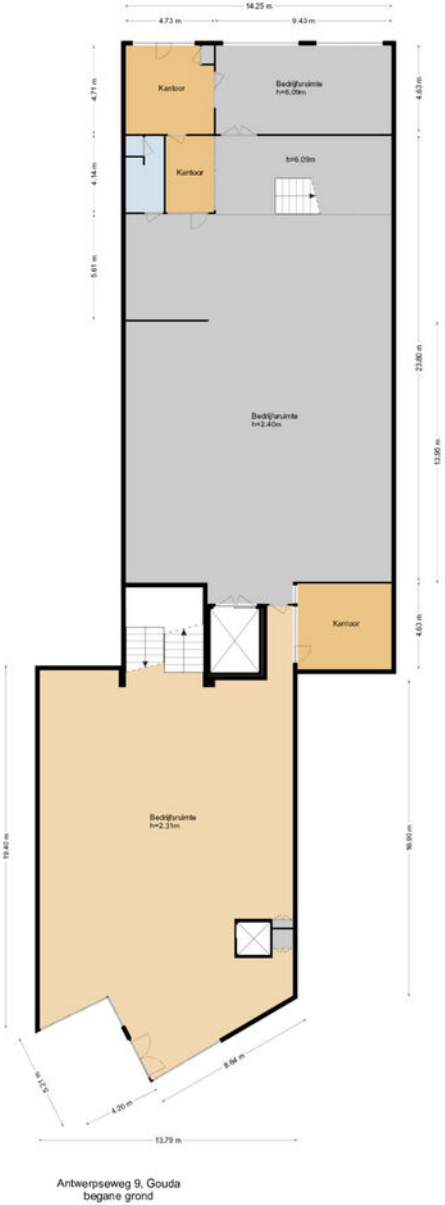 14.25 m
4.73 m
9.43 m
4.71 m
4.63 m
Kantoor
Bedrijfsruimte
h=6.09m
4.14 m
Kantoor
h=6.09m
5.61 m
23.80 m
13.95 m
Bedrijfsruimte
h=2.40m
4.63 m
Kantoor
19.40 m
16.90 m
Bedrijfsruimte
h=2.31m
5.21 m
4.20 m
8.84 m
13.79 m
Antwerpseweg 9, Gouda
begane grond